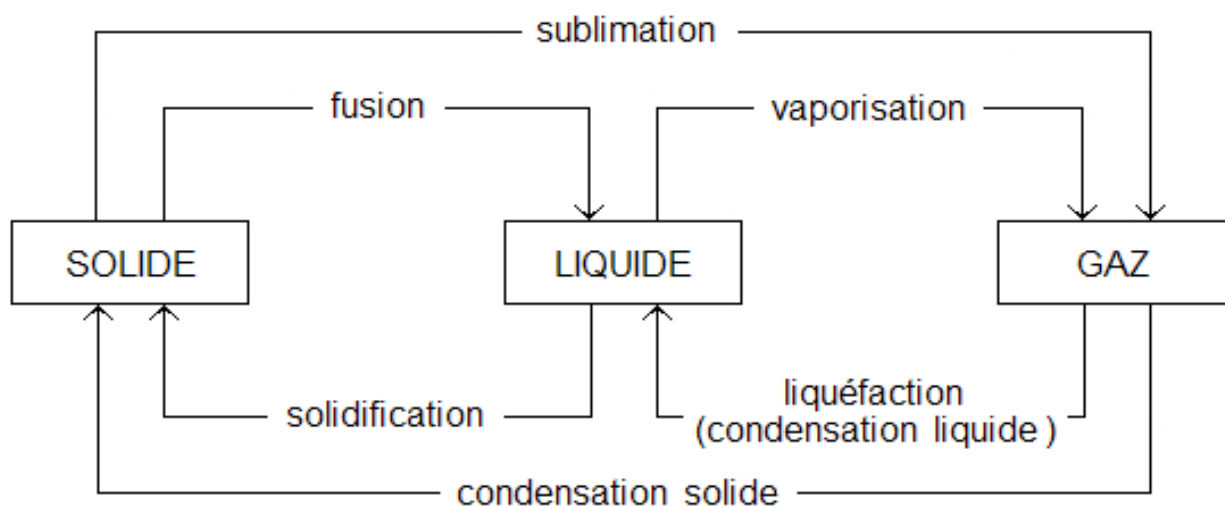 sublimation
fusion
vaporisation
SOLIDE
LIQUIDE
GAZ
solidification
liquéfaction
(condensation liquide )
condensation solide